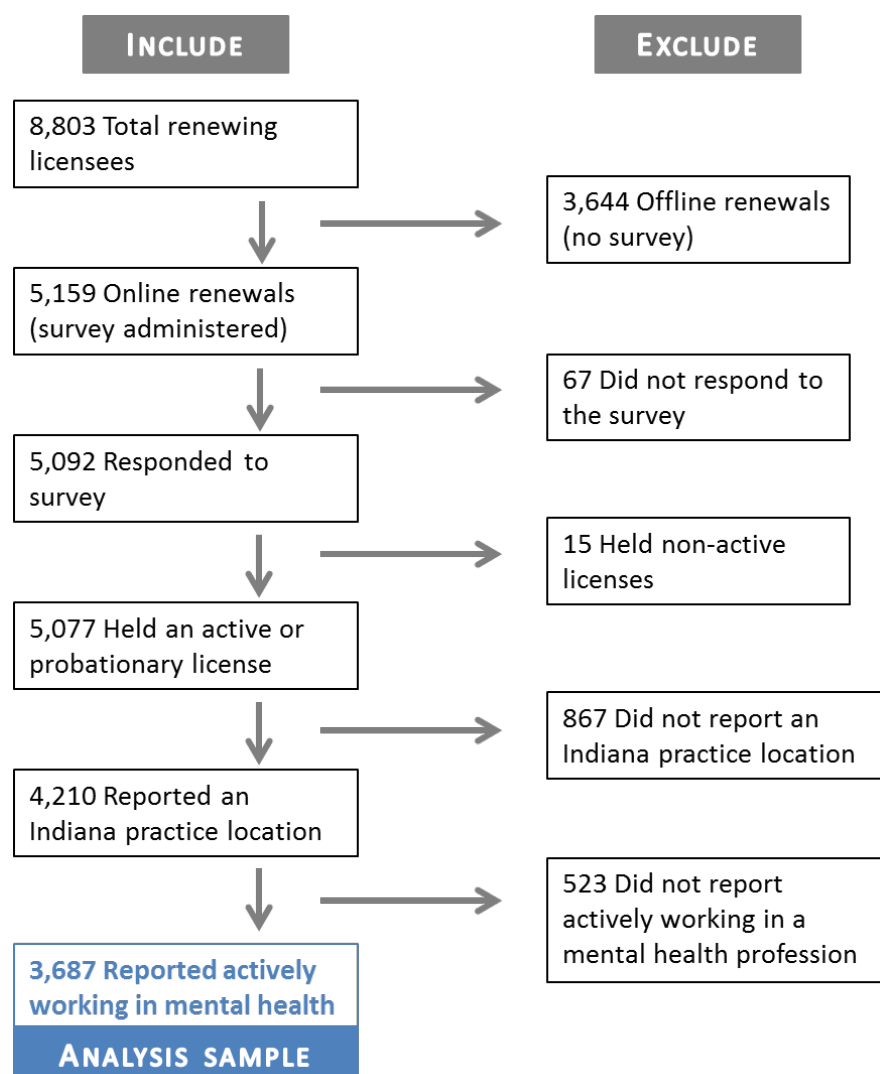 INCLUDE
EXCLUDE
8,803 Total renewing
licensees
3,644 Offline renewals
(no survey)
5,159 Online renewals
(survey administered)
67 Did not respond to
the survey
5,092 Responded to
survey
15 Held non-active
licenses
5,077 Held an active or
probationary license
867 Did not report an
Indiana practice location
4,210 Reported an
Indiana practice location
523 Did not report
actively working in a
mental health profession
3,687 Reported actively
working in mental health
ANALYSIS SAMPLE